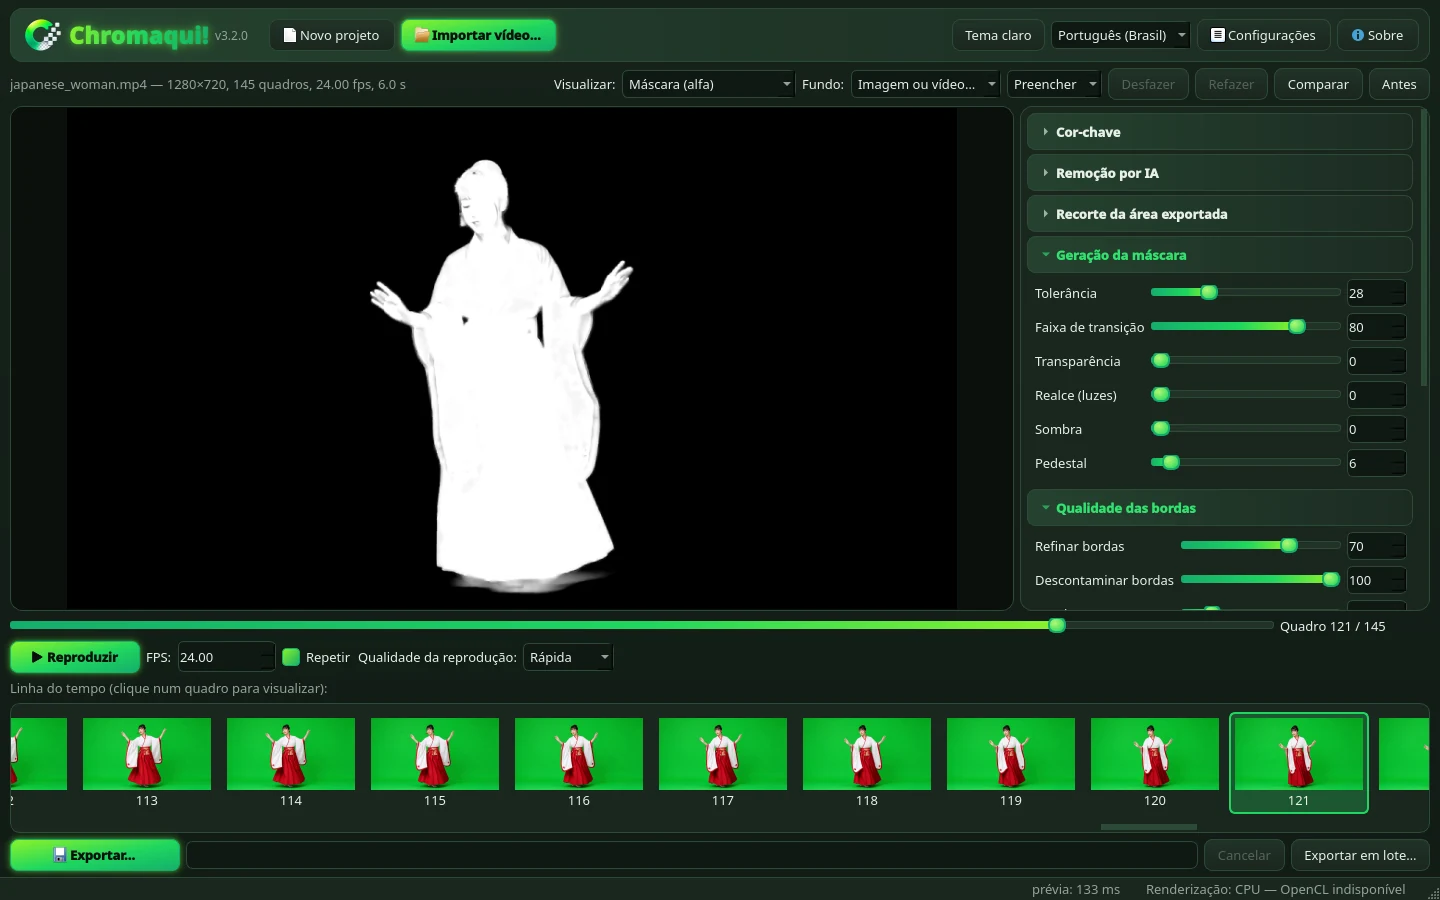 Chromaqui! v3.2.0 Novo projeto Importar vídeo... Tema claro Português (Brasil) Configurações Sobre
japanese_woman.mp4 — 1280×720, 145 quadros, 24.00 fps, 6.0 s Visualizar: Máscara (alfa) Fundo: Imagem ou vídeo... Preencher Desfazer Refazer Comparar Antes
Cor-chave
Remoção por IA
Recorte da área exportada
Geração da máscara
Tolerância 28
Faixa de transição 80
Transparência 0
Realce (luzes) 0
Sombra 0
Pedestal 6
Qualidade das bordas
Refinar bordas 70
Descontaminar bordas 100
Quadro 121 / 145
Reproduzir FPS: 24.00 Repetir Qualidade da reprodução: Rápida
Linha do tempo (clique num quadro para visualizar):
113 114 115 116 117 118 119 120 121
Exportar... Cancelar Exportar em lote...
prévia: 133 ms Renderização: CPU — OpenCL indisponível